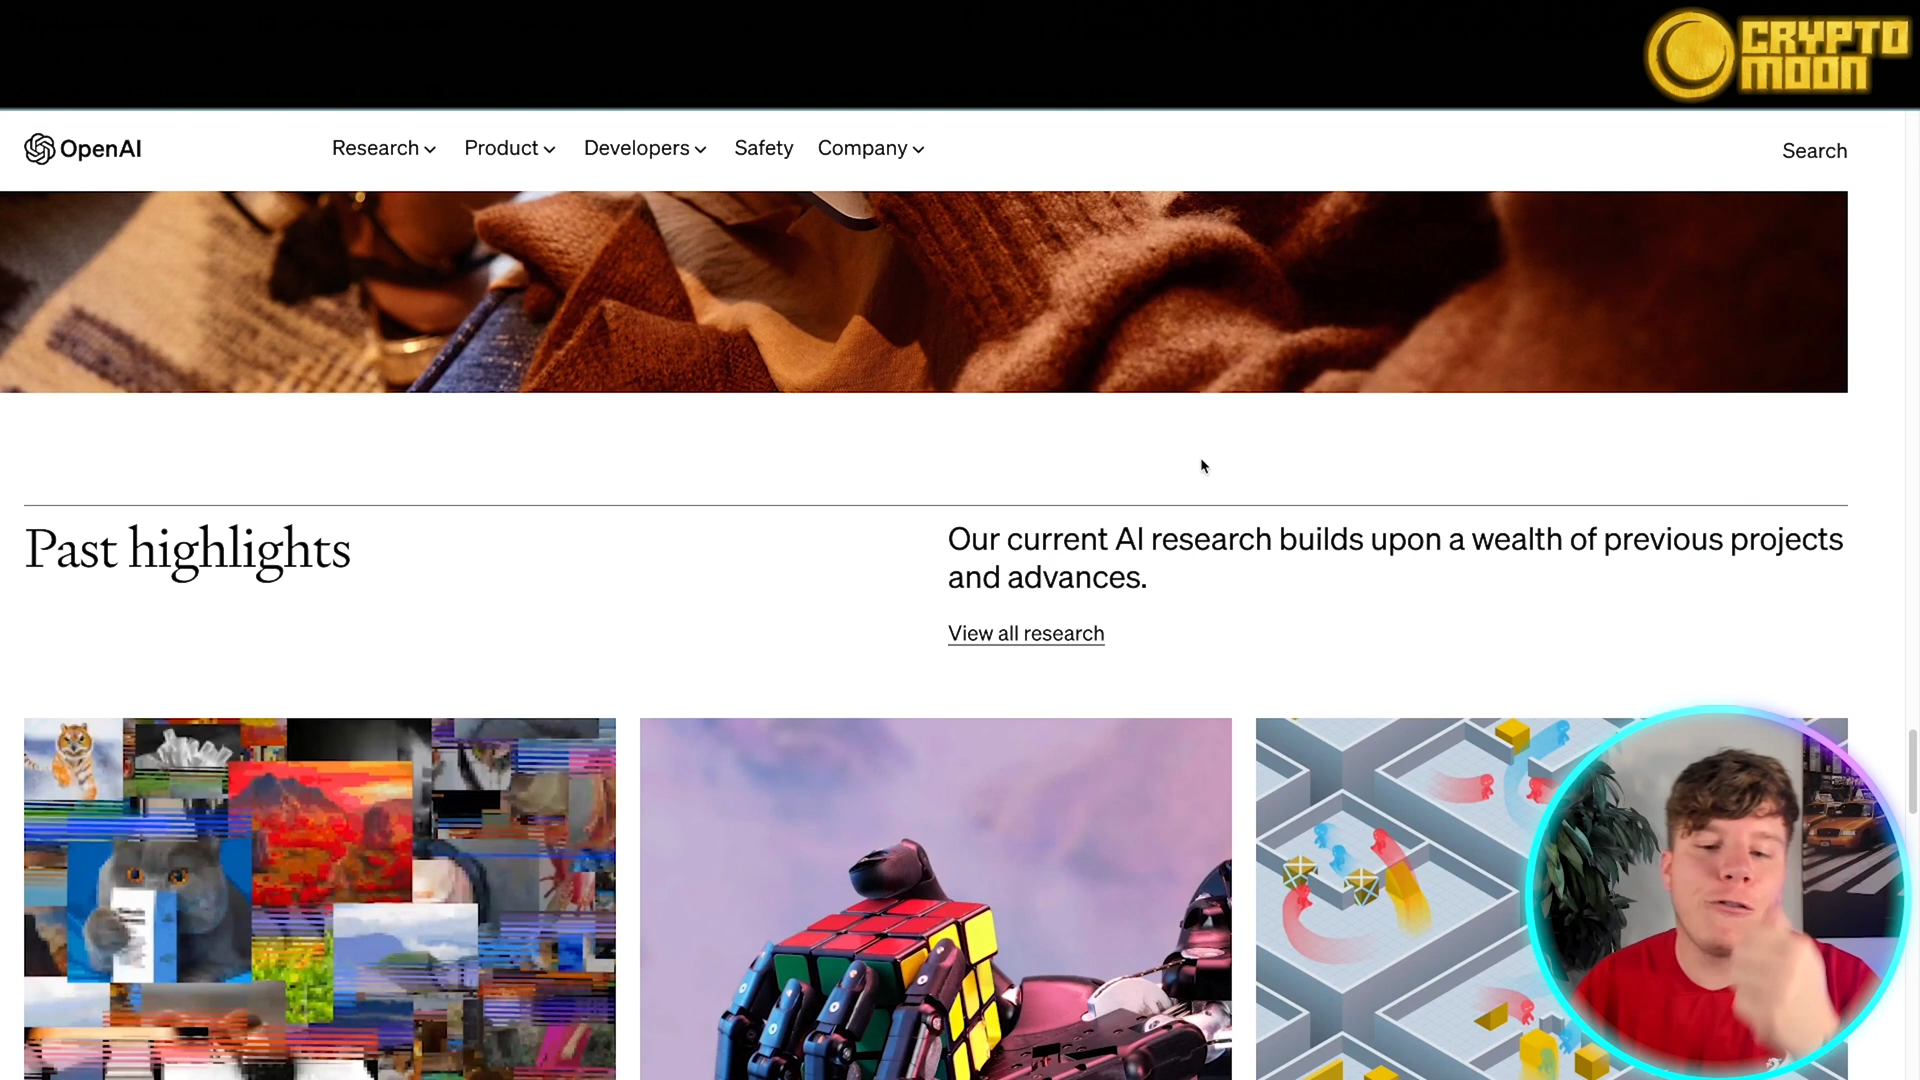 CRYPTO
MOON
OpenAI
Research
Product
Developers
Safety
Company
Search
Past highlights
Our current AI research builds upon a wealth of previous projects
and advances.
View all research